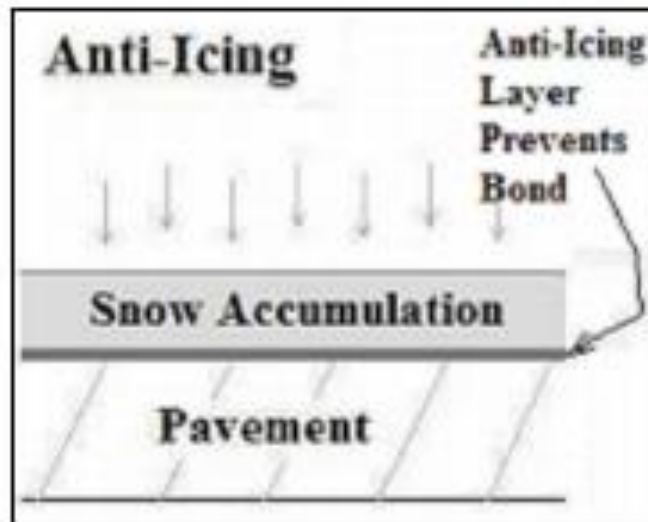 Anti-Icing
Anti-Icing
Layer
Prevents
Bond
Snow Accumulation
Pavement